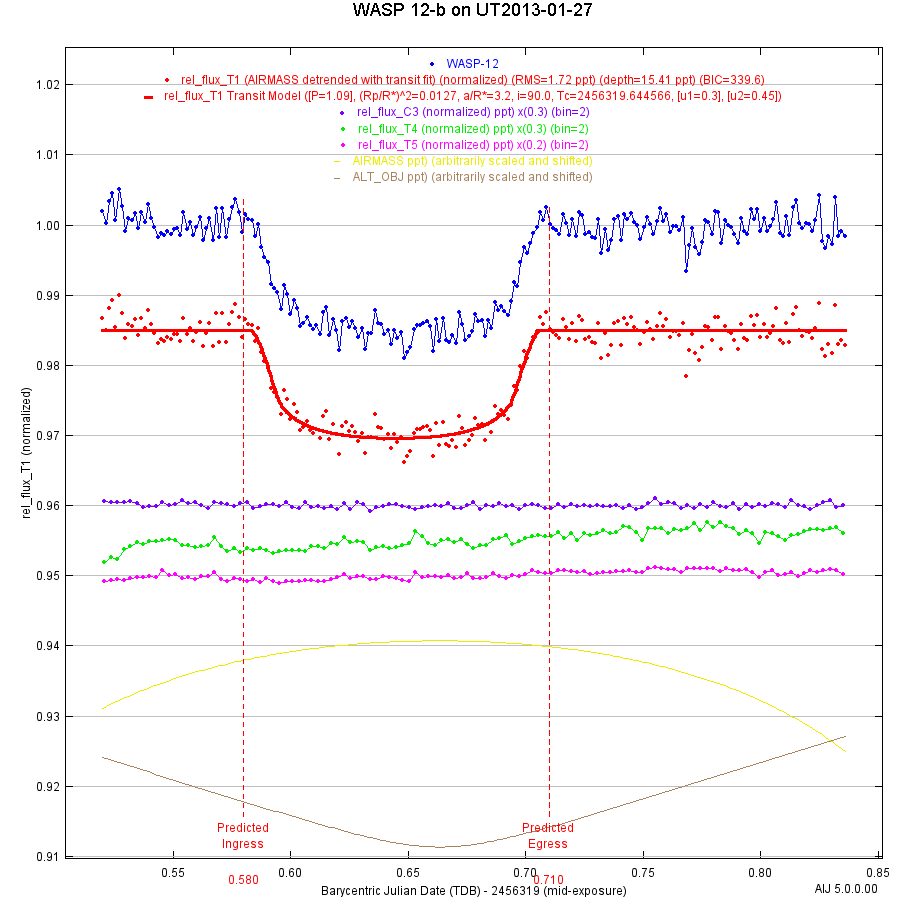 WASP 12-b on UT2013-01-27
WASP-12
rel_flux_T1 (AIRMASS detrended with transit fit) (normalized) (RMS=1.72 ppt) (depth=15.41 ppt) (BIC=339.6)
rel_flux_T1 Transit Model ([P=1.09], (Rp/R*)^2=0.0127, a/R*=3.2, i=90.0, Tc=2456319.644566, [u1=0.3], [u2=0.45])
rel_flux_C3 (normalized) ppt) x(0.3) (bin=2)
rel_flux_T4 (normalized) ppt) x(0.3) (bin=2)
rel_flux_T5 (normalized) ppt) x(0.2) (bin=2)
AIRMASS ppt) (arbitrarily scaled and shifted)
ALT_OBJ ppt) (arbitrarily scaled and shifted)
1.02
1.01
1.00
0.99
0.98
0.97
0.96
0.95
0.94
0.93
0.92
0.91
rel_flux_T1 (normalized)
Predicted
Ingress
Predicted
Egress
0.55
0.60
0.65
0.70
0.75
0.80
0.85
0.580
0.710
Barycentric Julian Date (TDB) - 2456319 (mid-exposure)
AIJ 5.0.0.00